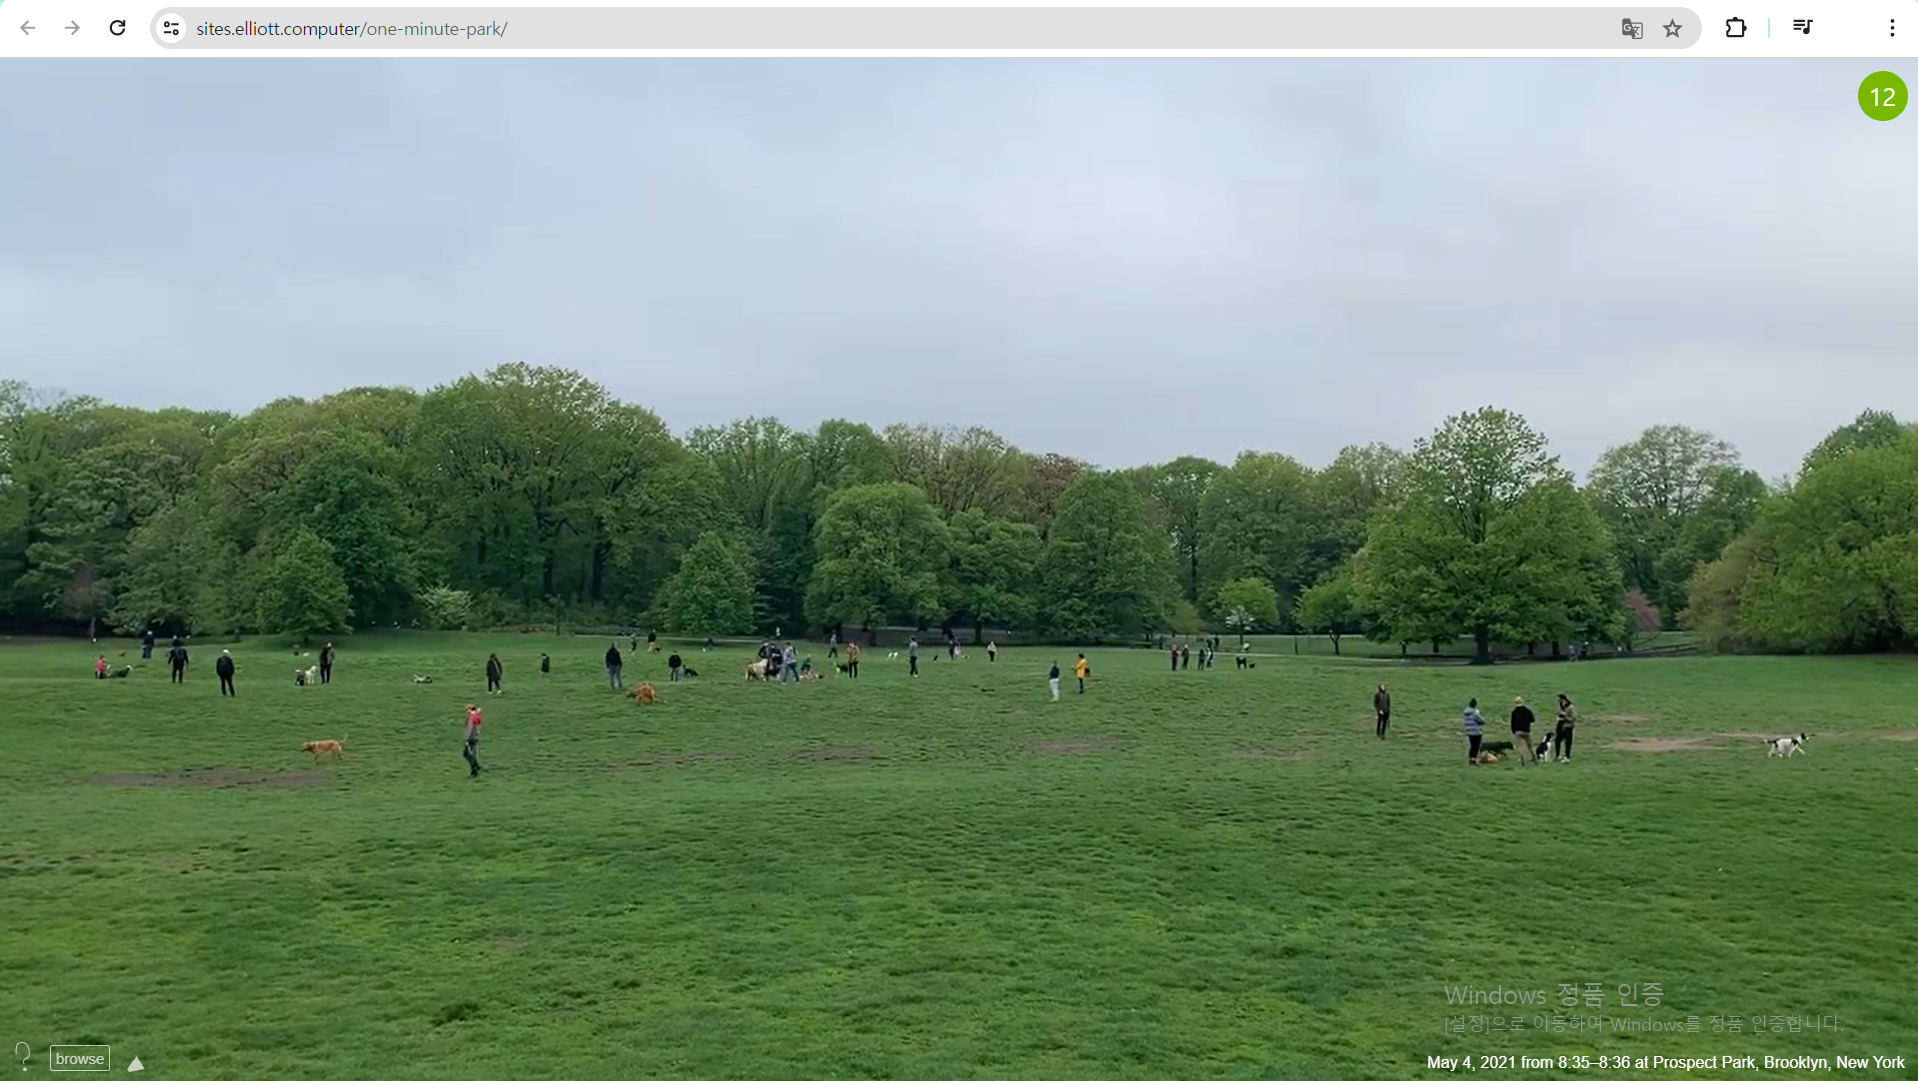 sites.elliott.computer/one-minute-park/
12
Windows 정품 인증
[설정]으로 이동하여 Windows를 정품 인증합니다.
?
browse
May 4, 2021 from 8:35–8:36 at Prospect Park, Brooklyn, New York